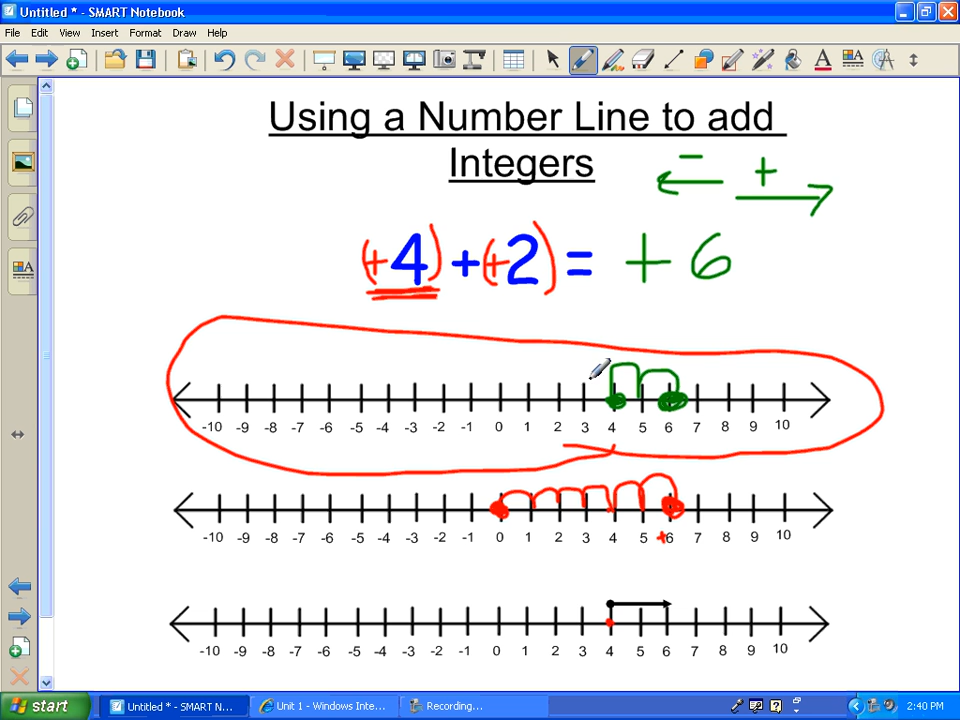 Untitled * - SMART Notebook
File Edit View Insert Format Draw Help
Using a Number Line to add
Integers
− +
(+4) + (+2) = + 6
-10 -9 -8 -7 -6 -5 -4 -3 -2 -1 0 1 2 3 4 5 6 7 8 9 10
-10 -9 -8 -7 -6 -5 -4 -3 -2 -1 0 1 2 3 4 5 +6 7 8 9 10
-10 -9 -8 -7 -6 -5 -4 -3 -2 -1 0 1 2 3 4 5 6 7 8 9 10
start Untitled * - SMART N... Unit 1 - Windows Inte... Recording... 2:40 PM